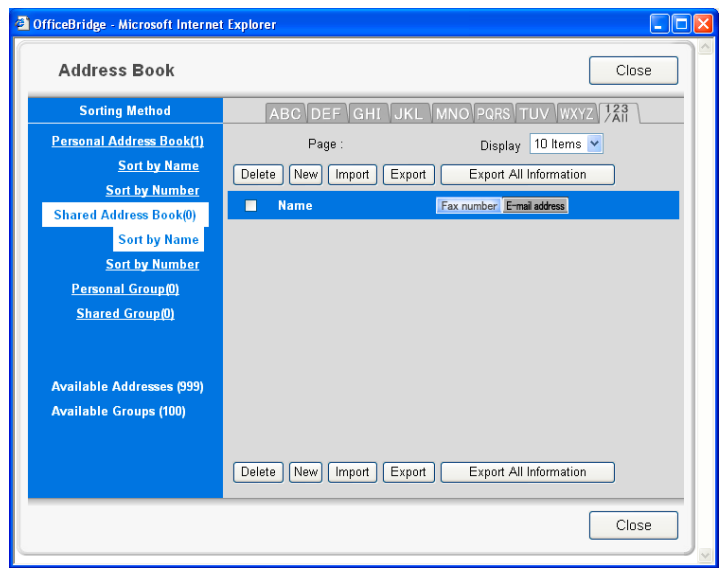 OfficeBridge - Microsoft Internet Explorer
Address Book
Close
Sorting Method
ABC DEF GHI JKL MNO PQRS TUV WXYZ 123/All
Personal Address Book(1)
Page :
Display 10 Items
Sort by Name
Delete New Import Export Export All Information
Sort by Number
Name Fax number E-mail address
Shared Address Book(0)
Sort by Name
Sort by Number
Personal Group(0)
Shared Group(0)
Available Addresses (999)
Available Groups (100)
Delete New Import Export Export All Information
Close